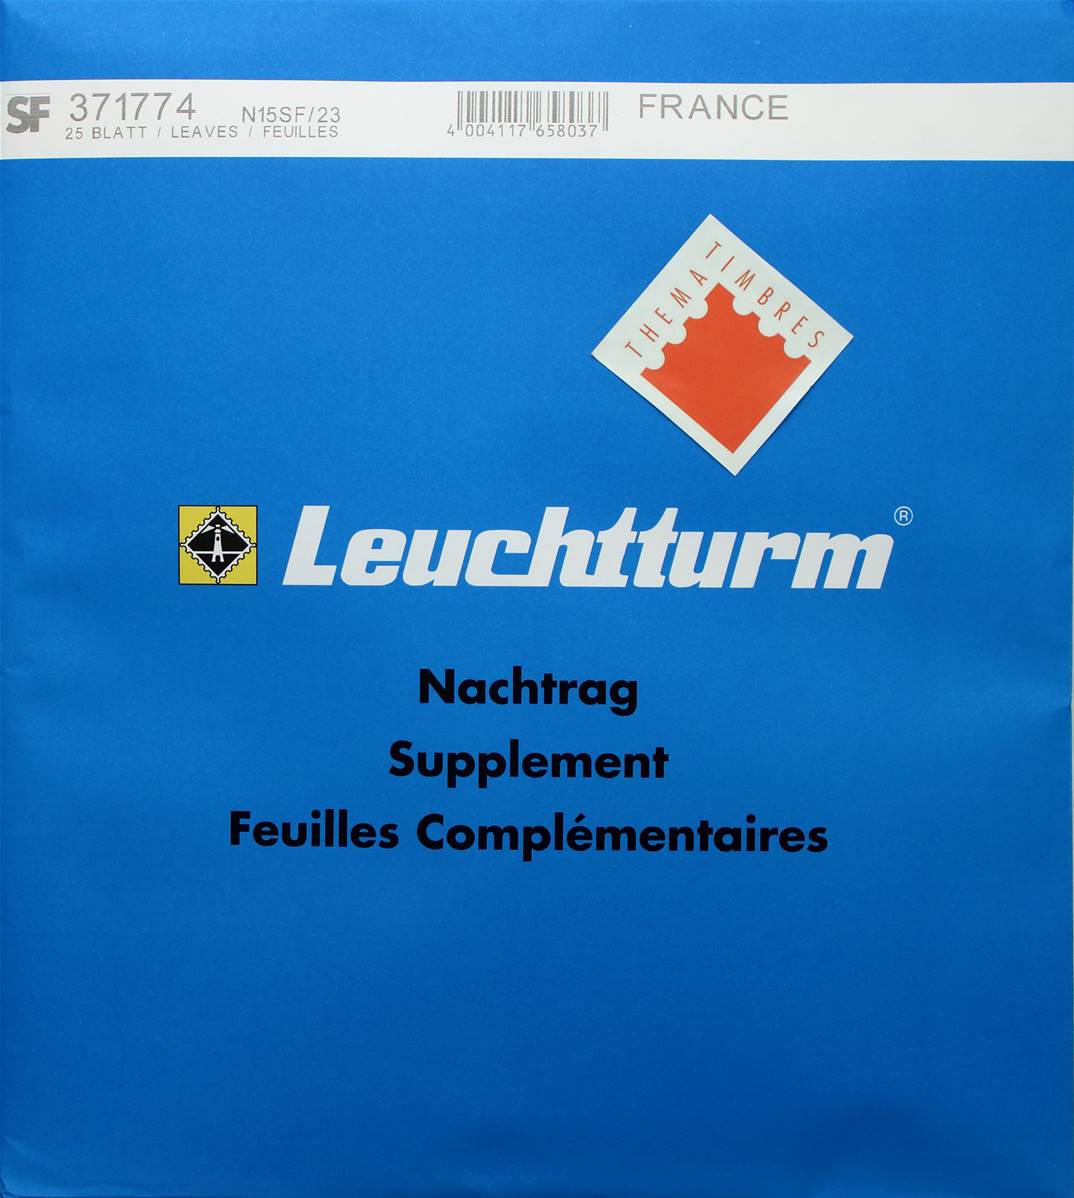 SF 371774 N15SF/23
25 BLATT / LEAVES / FEUILLES
4 004117 658037
FRANCE
THEMA TIMBRES
Leuchtturm®
Nachtrag
Supplement
Feuilles Complémentaires